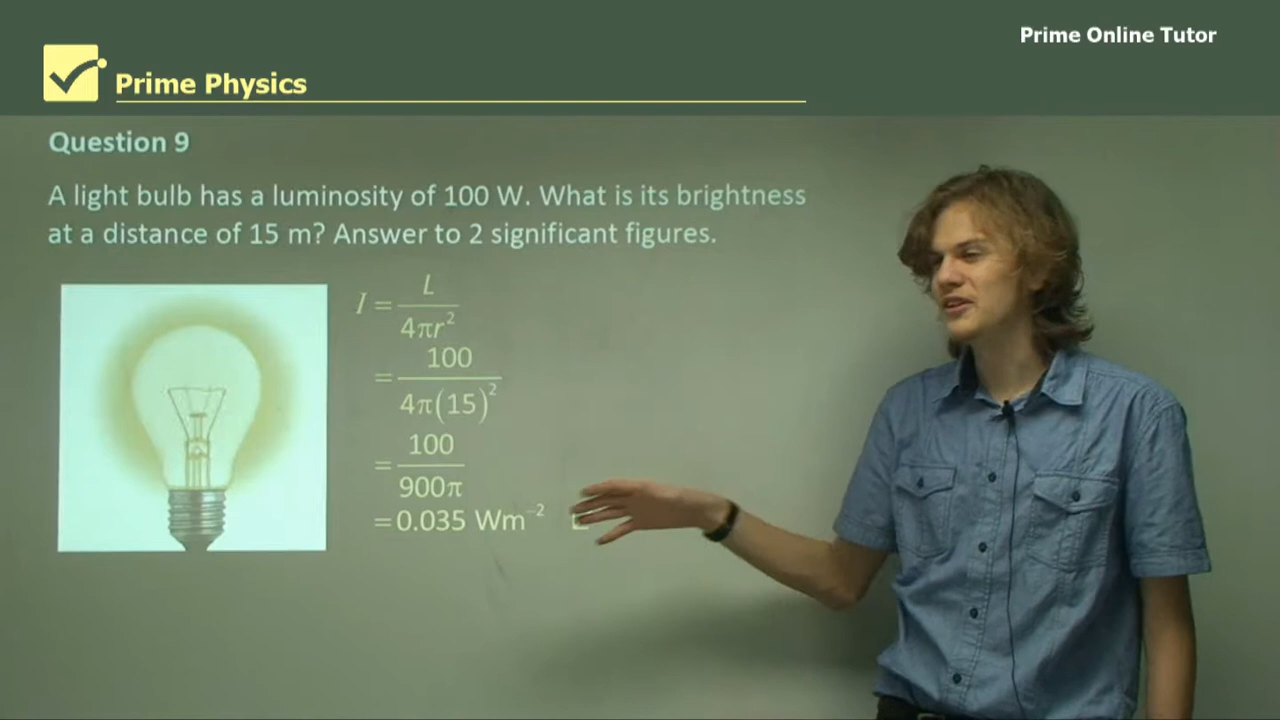 Prime Online Tutor
Prime Physics
Question 9
A light bulb has a luminosity of 100 W. What is its brightness
at a distance of 15 m? Answer to 2 significant figures.
I = L / 4πr²
= 100 / 4π(15)²
= 100 / 900π
= 0.035 Wm⁻²